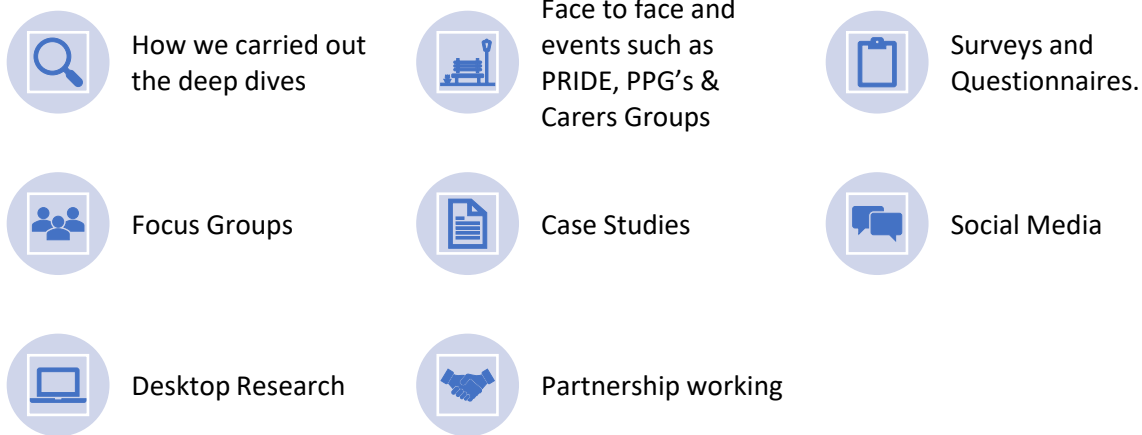 How we carried out
the deep dives
Face to face and
events such as
PRIDE, PPG’s &
Carers Groups
Surveys and
Questionnaires.
Focus Groups
Case Studies
Social Media
Desktop Research
Partnership working